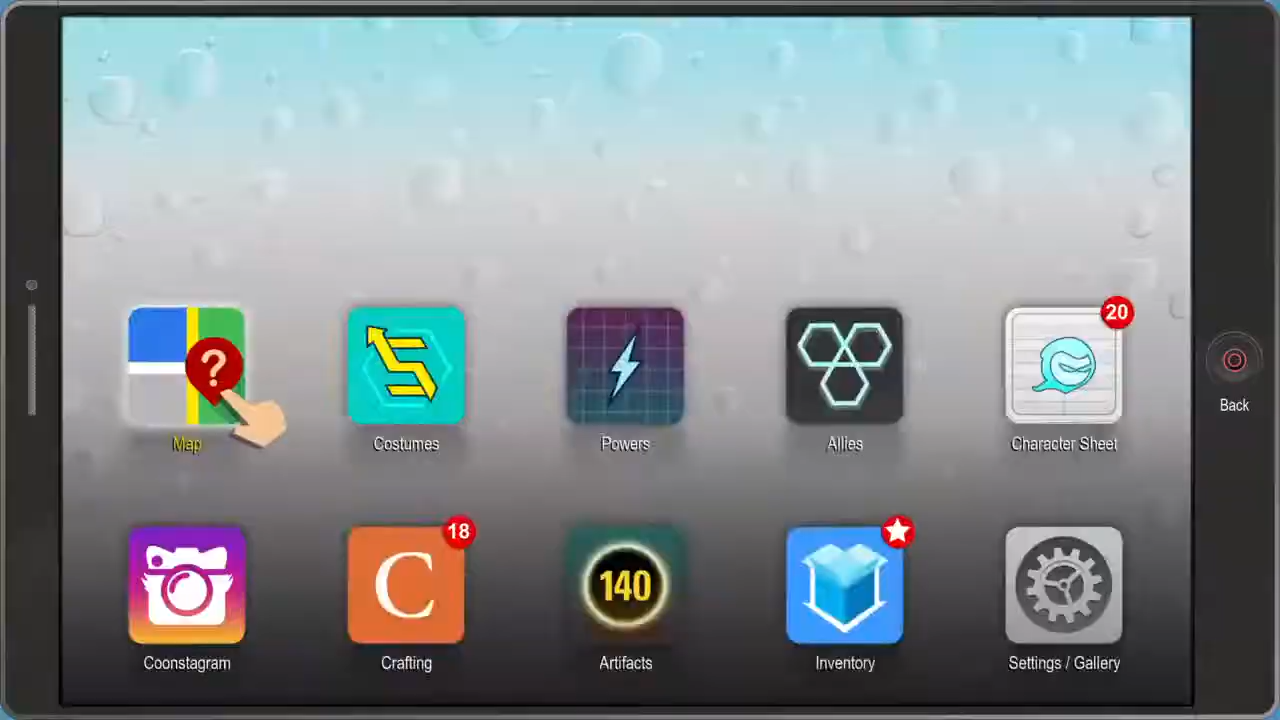 20
?
Map
Costumes
Powers
Allies
Character Sheet
Back
18
C
140
Coonstagram
Crafting
Artifacts
Inventory
Settings / Gallery